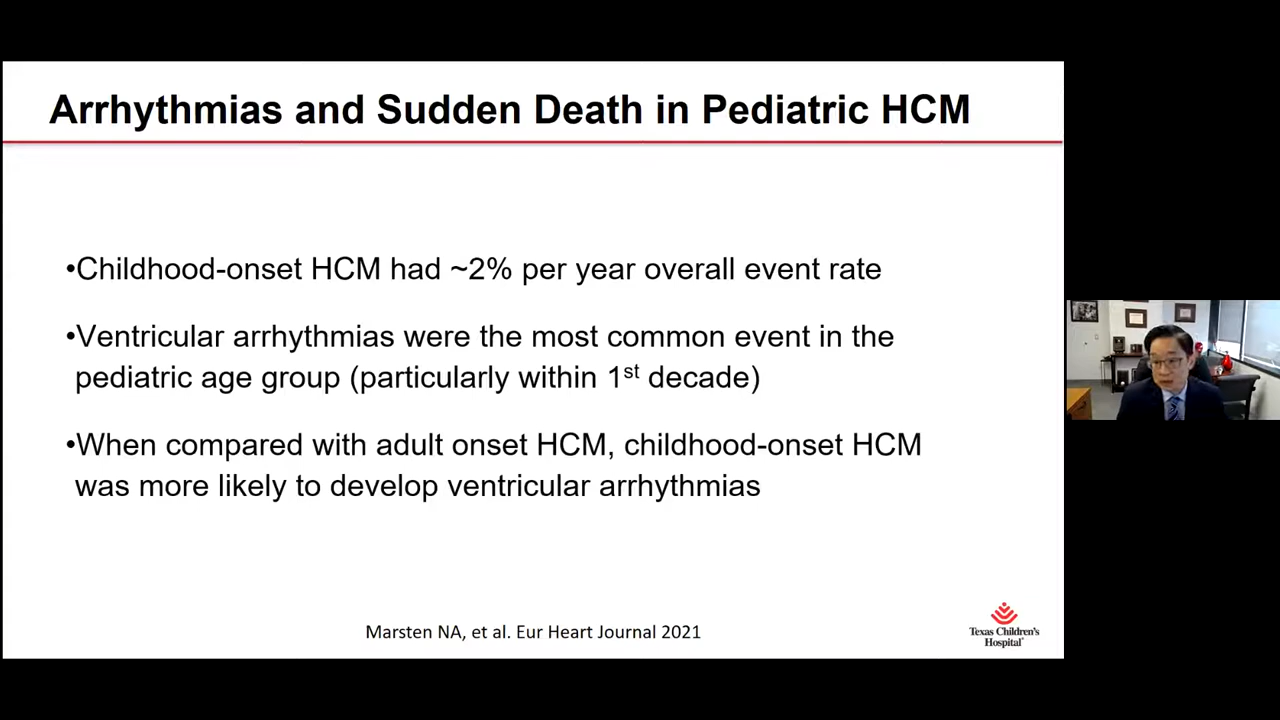 Arrhythmias and Sudden Death in Pediatric HCM
•Childhood-onset HCM had ~2% per year overall event rate
•Ventricular arrhythmias were the most common event in the
pediatric age group (particularly within 1st decade)
•When compared with adult onset HCM, childhood-onset HCM
was more likely to develop ventricular arrhythmias
Marsten NA, et al. Eur Heart Journal 2021
Texas Children's
Hospital